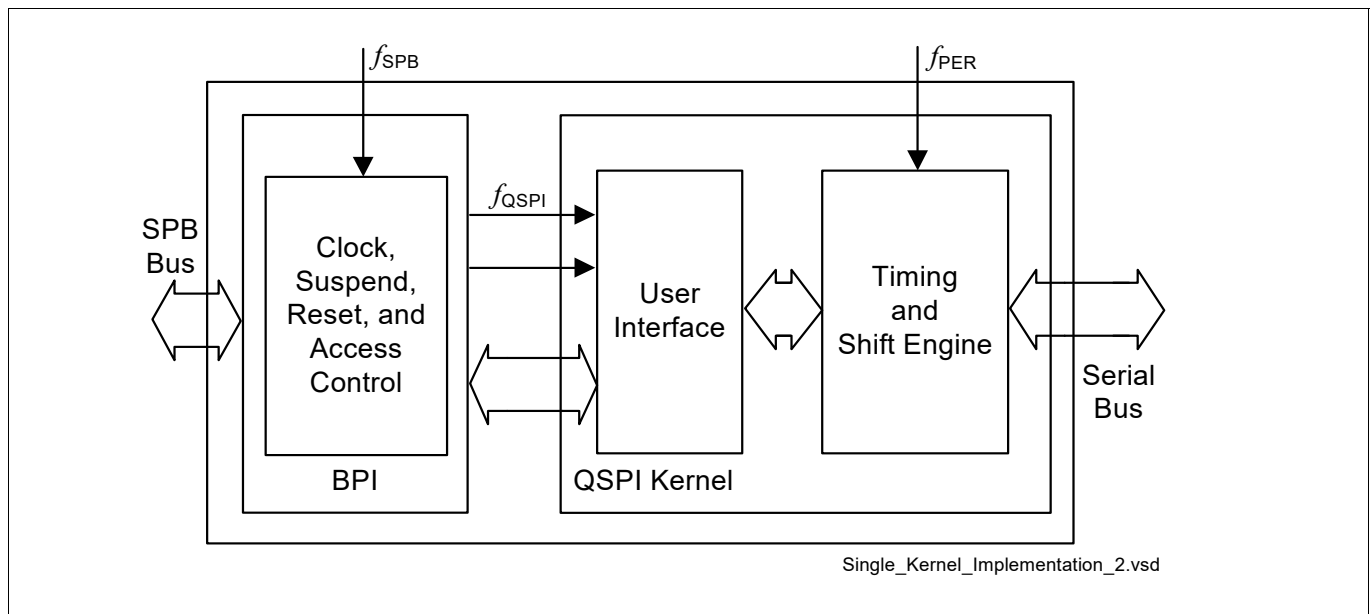 fSPB
fPER
SPB
Bus
fQSPI
Clock,
Suspend,
Reset, and
Access
Control
User
Interface
Timing
and
Shift Engine
Serial
Bus
BPI
QSPI Kernel
Single_Kernel_Implementation_2.vsd